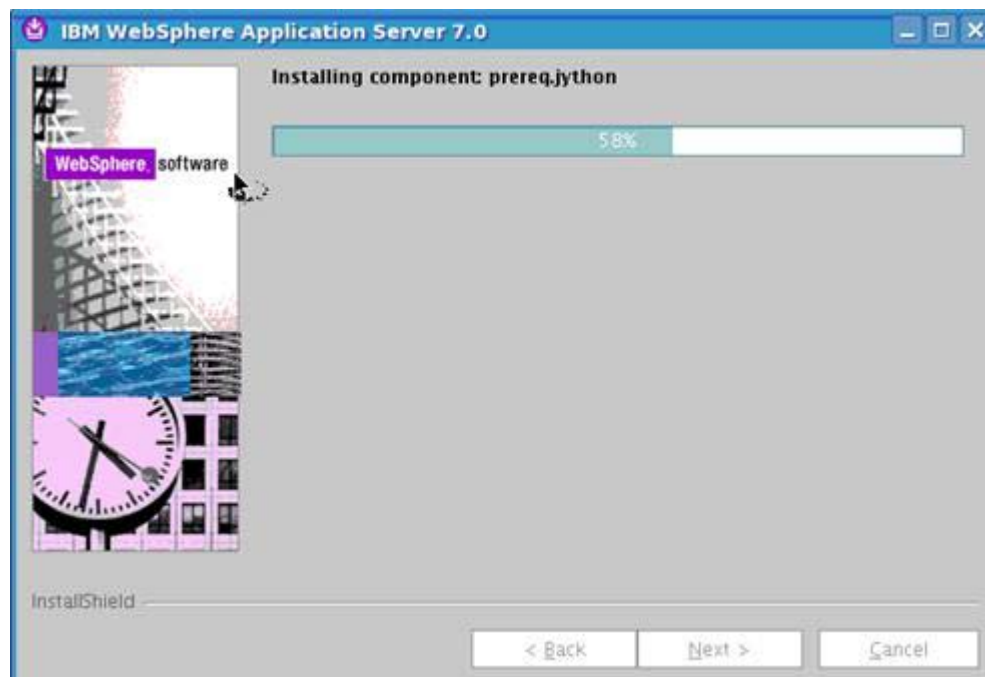 IBM WebSphere Application Server 7.0
Installing component: prereq.jython
58%
WebSphere. software
InstallShield
< Back
Next >
Cancel